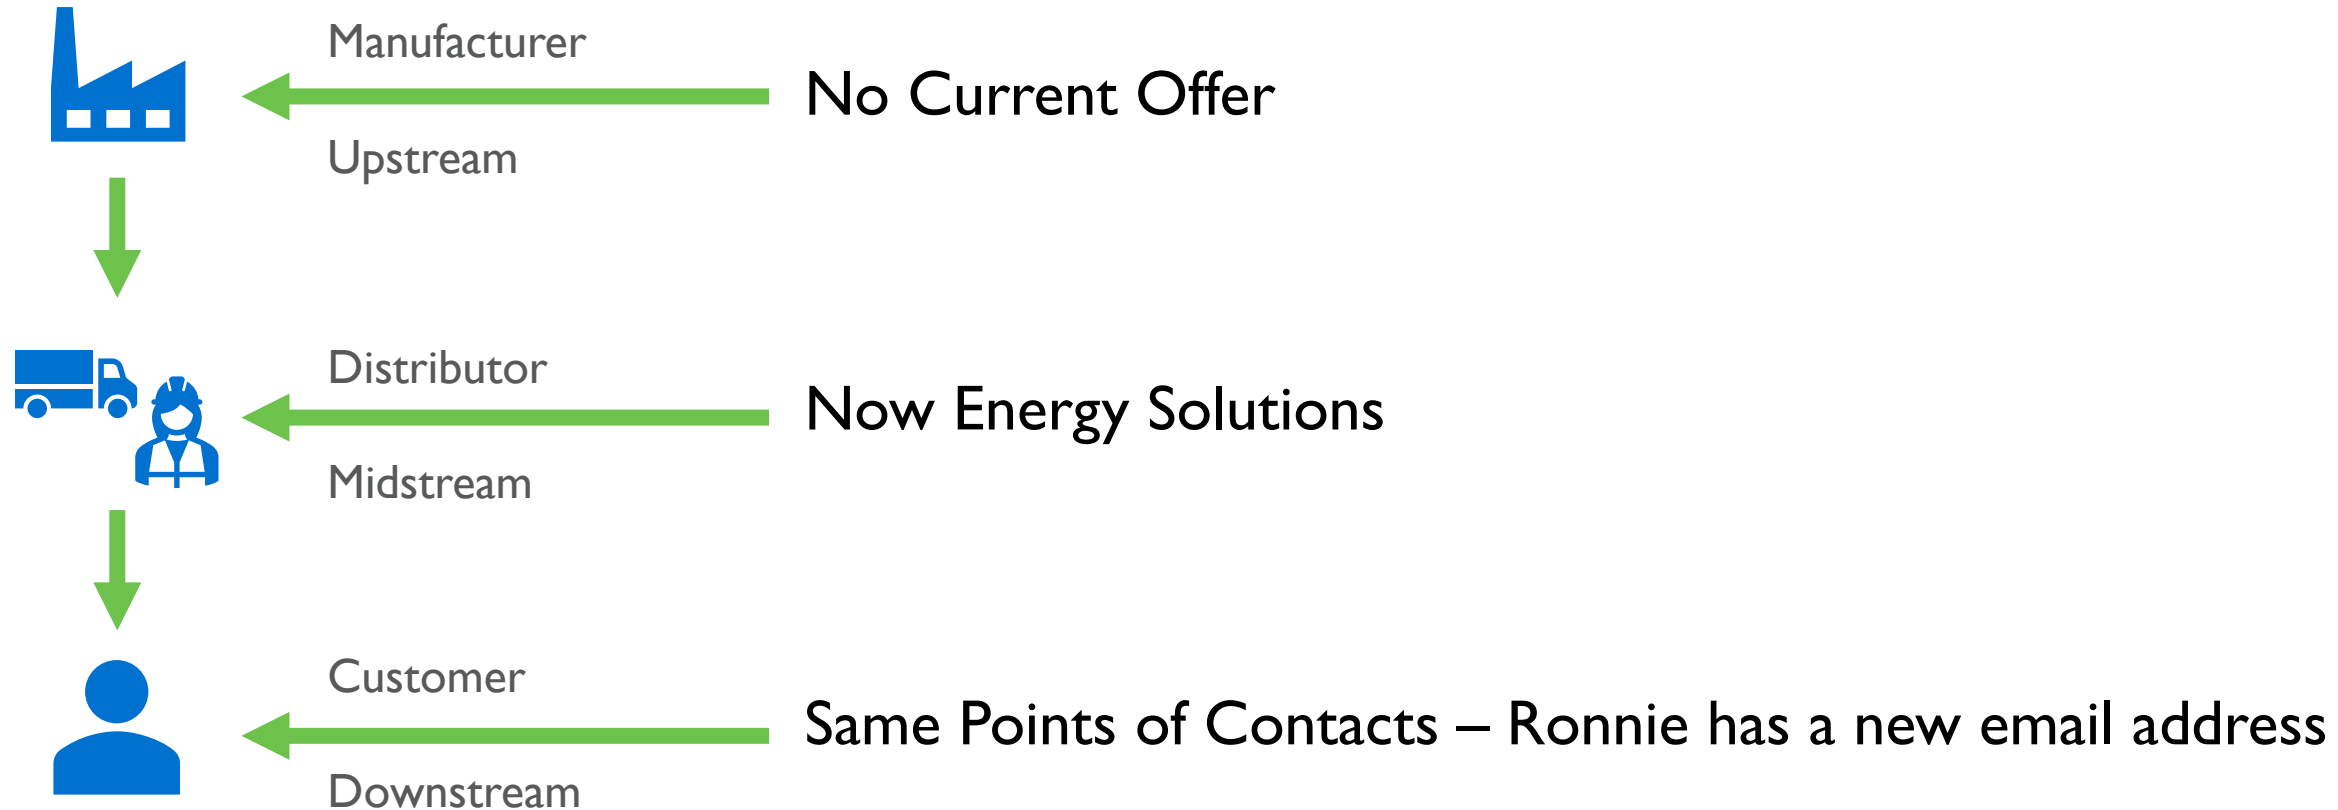 Manufacturer
No Current Offer
Upstream
Distributor
Now Energy Solutions
Midstream
Customer
Same Points of Contacts – Ronnie has a new email address
Downstream